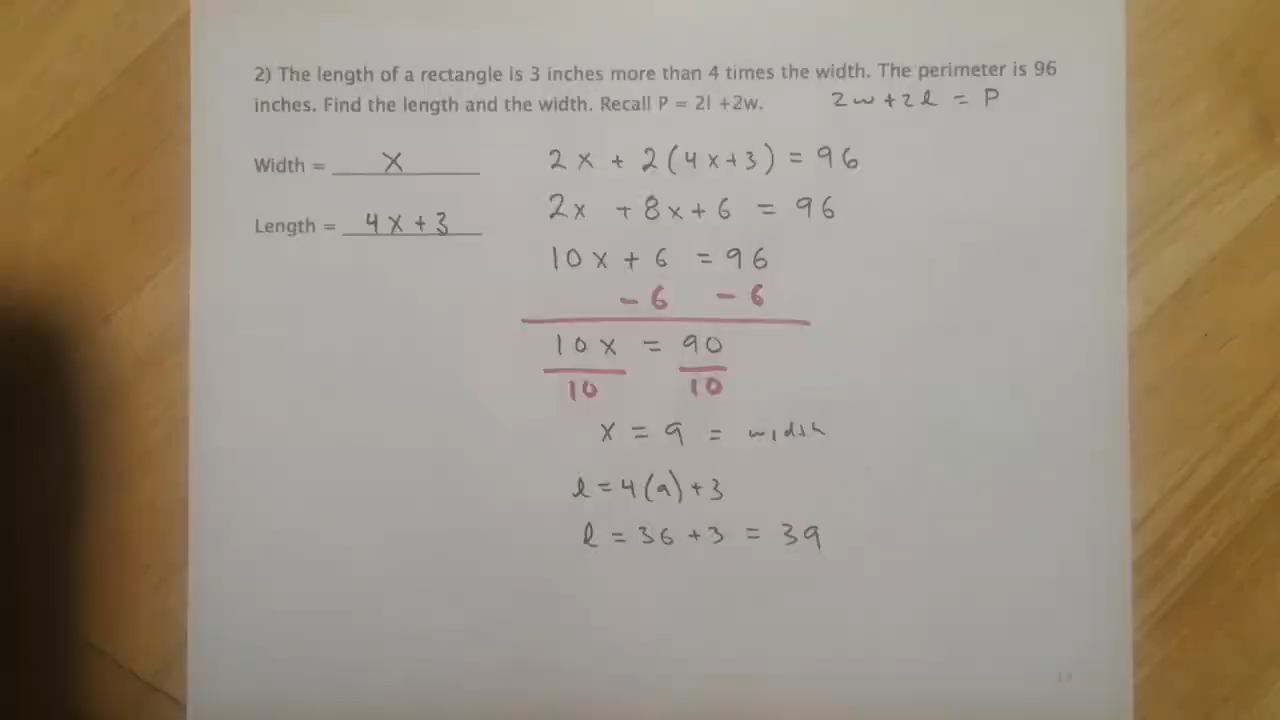 2) The length of a rectangle is 3 inches more than 4 times the width. The perimeter is 96
inches. Find the length and the width. Recall P = 2l +2w. 2w + 2l = P
Width = x
Length = 4x + 3
2x + 2(4x+3) = 96
2x + 8x + 6 = 96
10x + 6 = 96
- 6 - 6
10x = 90
10 10
x = 9 = width
l = 4(9) + 3
l = 36 + 3 = 39